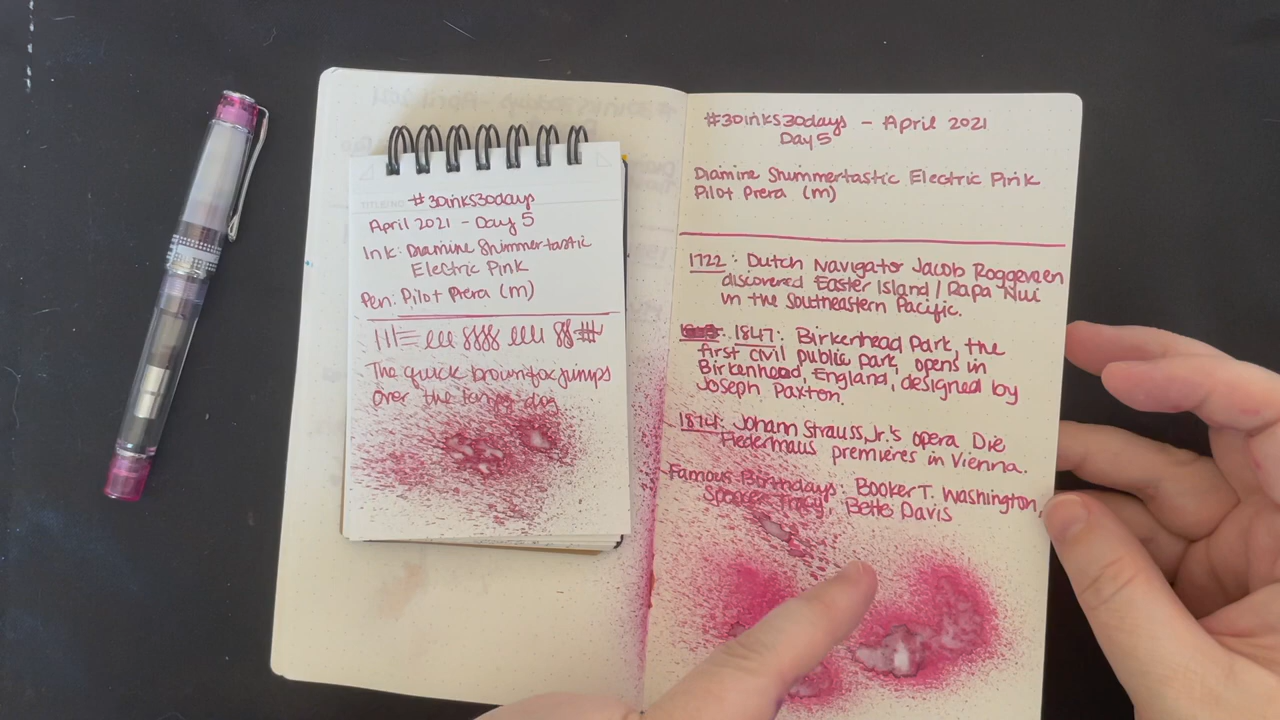 #30inks30days
April 2021 - Day 5
Ink: Diamine Shimmertastic
Electric Pink
Pen: Pilot Prera (m)
The quick brown fox jumps
over the lazy dog
#30inks30days - April 2021
Day 5
Diamine Shimmertastic Electric Pink
Pilot Prera (m)
1722: Dutch Navigator Jacob Roggeveen
discovered Easter Island / Rapa Nui
in the Southeastern Pacific.
1847: Birkenhead Park, the
first civil public park, opens in
Birkenhead, England, designed by
Joseph Paxton.
1874: Johann Strauss, Jr.'s opera Die
Fledermaus premieres in Vienna.
Famous Birthdays: Booker T. Washington,
Spencer Tracy, Bette Davis